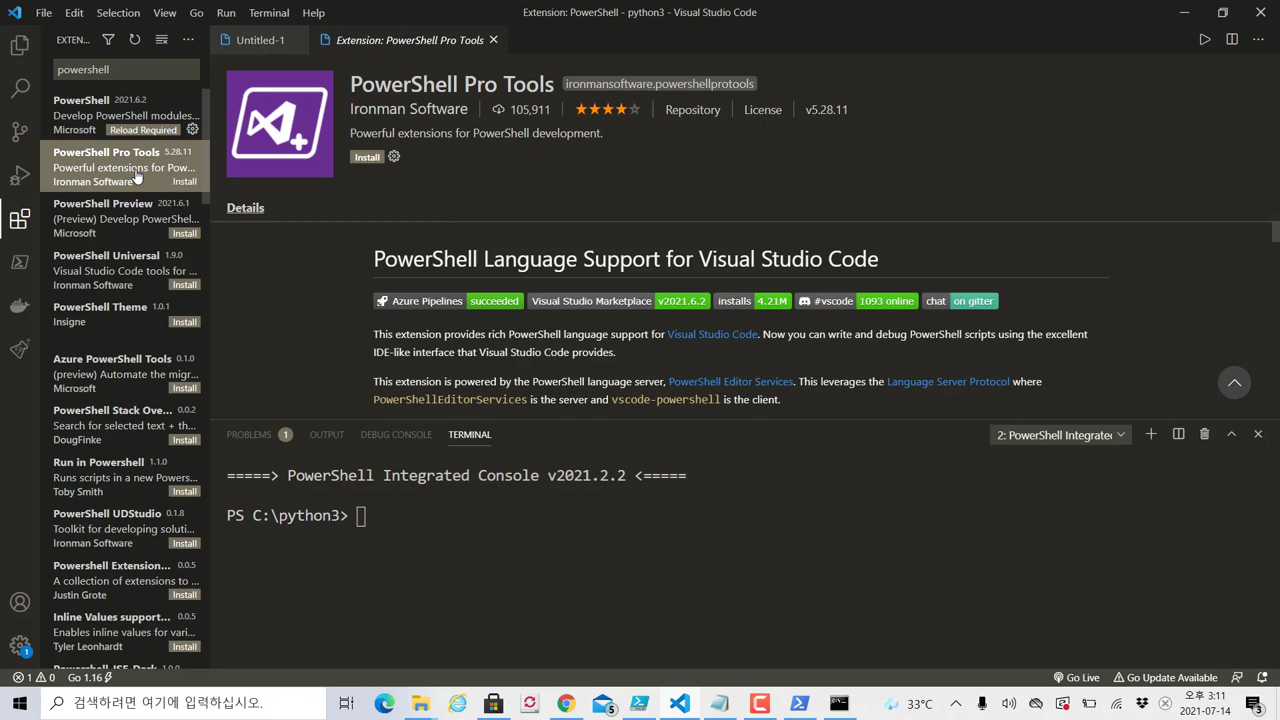 File Edit Selection View Go Run Terminal Help
Extension: PowerShell - python3 - Visual Studio Code
EXTEN...
Untitled-1
Extension: PowerShell Pro Tools
powershell
PowerShell 2021.6.2
Develop PowerShell modules...
Microsoft Reload Required
PowerShell Pro Tools 5.28.11
Powerful extensions for Pow...
Ironman Software Install
PowerShell Preview 2021.6.1
(Preview) Develop PowerShel...
Microsoft Install
PowerShell Universal 1.9.0
Visual Studio Code tools for ...
Ironman Software Install
PowerShell Theme 1.0.1
Insigne Install
Azure PowerShell Tools 0.1.0
(preview) Automate the migr...
Microsoft Install
PowerShell Stack Ove... 0.0.2
Search for selected text + th...
DougFinke Install
Run in Powershell 1.1.0
Runs scripts in a new Powers...
Toby Smith Install
PowerShell UDStudio 0.1.8
Toolkit for developing soluti...
Ironman Software Install
Powershell Extension... 0.0.5
A collection of extensions to ...
Justin Grote Install
Inline Values support... 0.0.5
Enables inline values for vari...
Tyler Leonhardt Install
Powershell ISE Dark 1.0.0
PowerShell Pro Tools ironmansoftware.powershellprotools
Ironman Software 105,911 Repository License v5.28.11
Powerful extensions for PowerShell development.
Install
Details
PowerShell Language Support for Visual Studio Code
Azure Pipelines succeeded Visual Studio Marketplace v2021.6.2 installs 4.21M #vscode 1093 online chat on gitter
This extension provides rich PowerShell language support for Visual Studio Code. Now you can write and debug PowerShell scripts using the excellent
IDE-like interface that Visual Studio Code provides.
This extension is powered by the PowerShell language server, PowerShell Editor Services. This leverages the Language Server Protocol where
PowerShellEditorServices is the server and vscode-powershell is the client.
PROBLEMS 1 OUTPUT DEBUG CONSOLE TERMINAL
2: PowerShell Integrate
=====> PowerShell Integrated Console v2021.2.2 <=====
PS C:\python3>
1
1 0 Go 1.16
Go Live Go Update Available
검색하려면 여기에 입력하십시오.
5
33°C
오후 3:11
2021-07-14
3